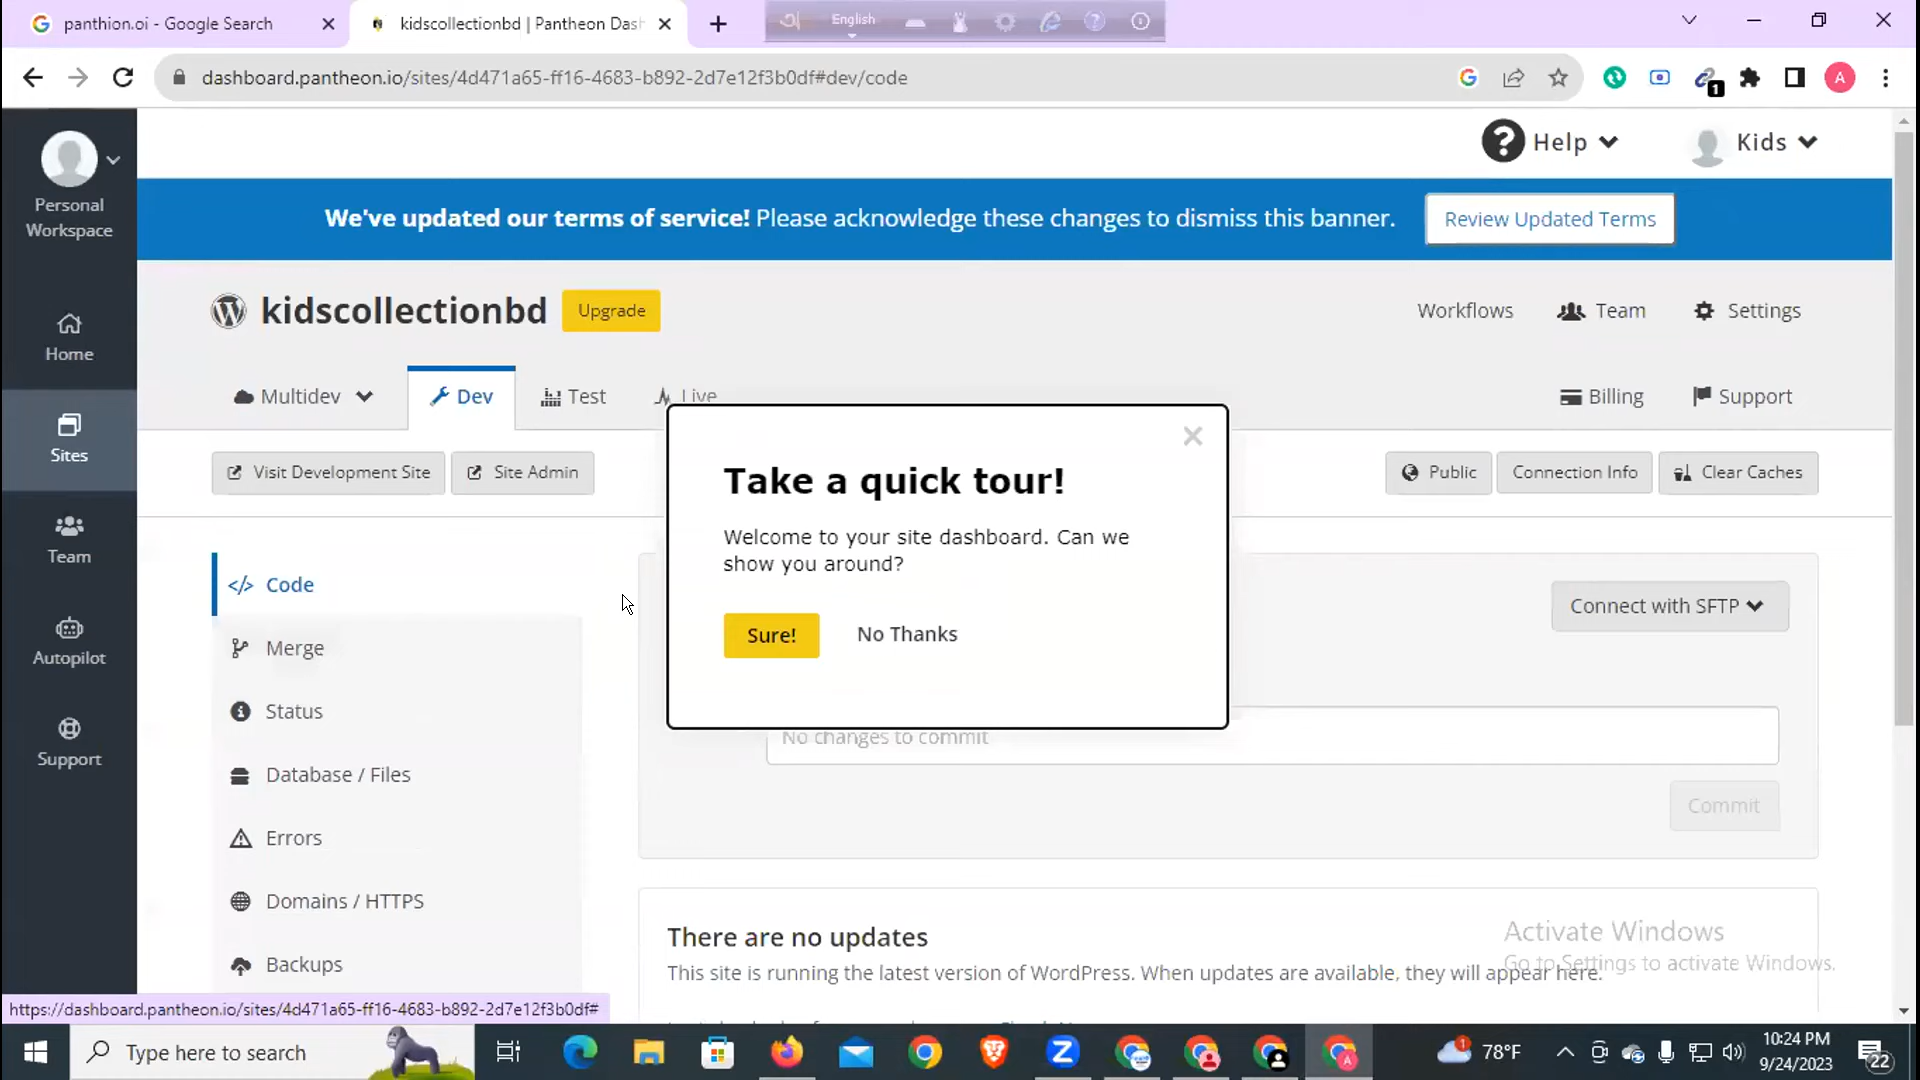 panthion.oi - Google Search
kidscollectionbd | Pantheon Das
English
dashboard.pantheon.io/sites/4d471a65-ff16-4683-b892-2d7e12f3b0df#dev/code
1
A
Personal
Workspace
Home
Sites
Team
Autopilot
Support
Help
Kids
We've updated our terms of service! Please acknowledge these changes to dismiss this banner.
Review Updated Terms
kidscollectionbd
Upgrade
Workflows
Team
Settings
Multidev
Dev
Test
Live
Billing
Support
Visit Development Site
Site Admin
Public
Connection Info
Clear Caches
Take a quick tour!
Welcome to your site dashboard. Can we
show you around?
Sure!
No Thanks
Code
Merge
Status
Database / Files
Errors
Domains / HTTPS
Backups
Connect with SFTP
No changes to commit
Commit
There are no updates
This site is running the latest version of WordPress. When updates are available, they will appear here.
Activate Windows
Go to Settings to activate Windows.
https://dashboard.pantheon.io/sites/4d471a65-ff16-4683-b892-2d7e12f3b0df#
Type here to search
1
78°F
10:24 PM
9/24/2023
22